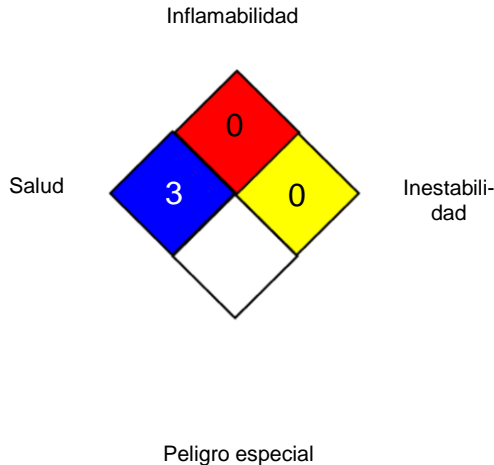 Inflamabilidad
0
Salud
3
0
Inestabili-
dad
Peligro especial